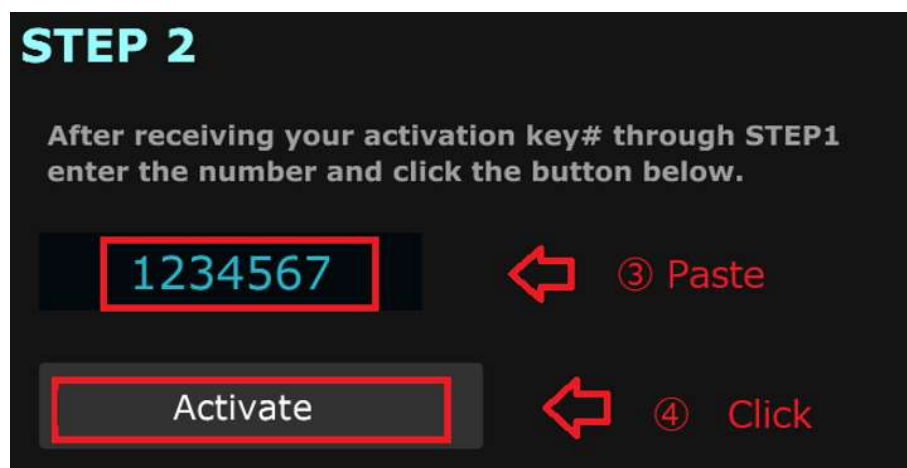 STEP 2
After receiving your activation key# through STEP1
enter the number and click the button below.
1234567
③ Paste
Activate
④ Click